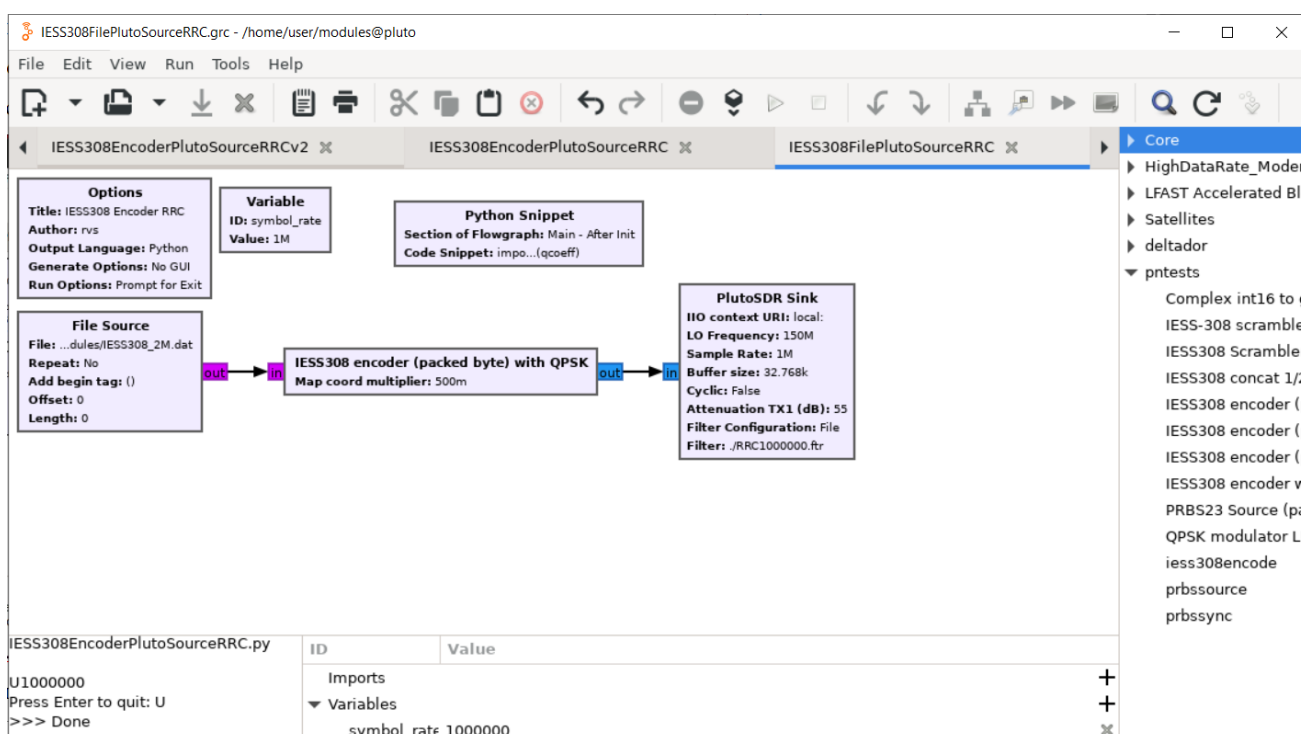 IESS308FilePlutoSourceRRC.grc - /home/user/modules@pluto
File Edit View Run Tools Help
IESS308EncoderPlutoSourceRRCv2
IESS308EncoderPlutoSourceRRC
IESS308FilePlutoSourceRRC
Options
Title: IESS308 Encoder RRC
Author: rvs
Output Language: Python
Generate Options: No GUI
Run Options: Prompt for Exit
Variable
ID: symbol_rate
Value: 1M
Python Snippet
Section of Flowgraph: Main - After Init
Code Snippet: impo...(qcoeff)
File Source
File: ...dules/IESS308_2M.dat
Repeat: No
Add begin tag: ()
Offset: 0
Length: 0
out
in
IESS308 encoder (packed byte) with QPSK
Map coord multiplier: 500m
out
in
PlutoSDR Sink
IIO context URI: local:
LO Frequency: 150M
Sample Rate: 1M
Buffer size: 32.768k
Cyclic: False
Attenuation TX1 (dB): 55
Filter Configuration: File
Filter: ./RRC1000000.ftr
Core
HighDataRate_Moder
LFAST Accelerated Bl
Satellites
deltador
pntests
Complex int16 to
IESS-308 scramble
IESS308 Scramble
IESS308 concat 1/2
IESS308 encoder (
IESS308 encoder (
IESS308 encoder (
IESS308 encoder w
PRBS23 Source (pa
QPSK modulator L
iess308encode
prbssource
prbssync
IESS308EncoderPlutoSourceRRC.py
U1000000
Press Enter to quit: U
>>> Done
ID Value
Imports
Variables
symbol_rate 1000000